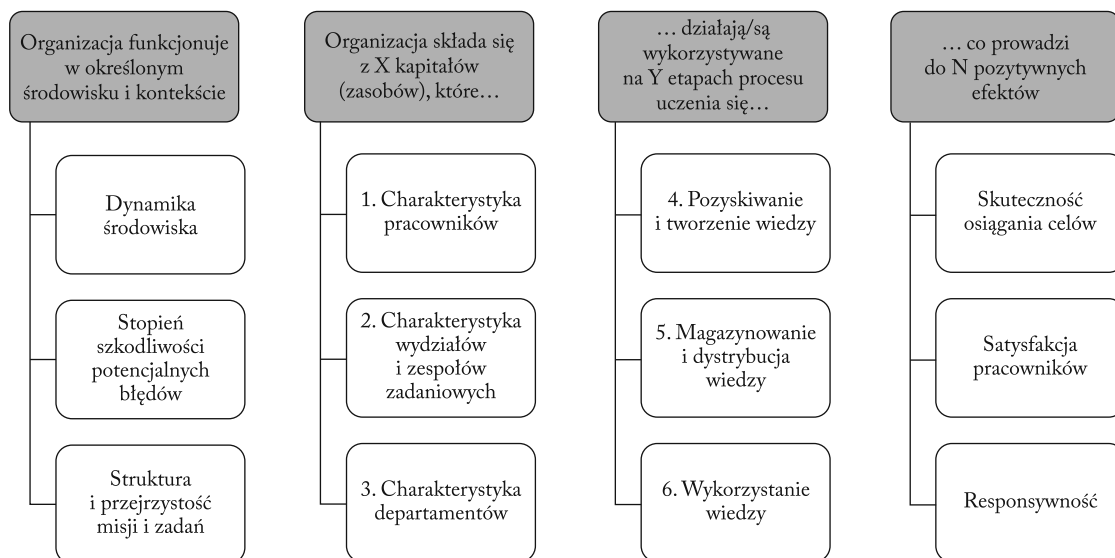 Organizacja funkcjonuje
w określonym
środowisku i kontekście
Dynamika
środowiska
Stopień
szkodliwości
potencjalnych
błędów
Struktura
i przejrzystość
misji i zadań
Organizacja składa się
z X kapitałów
(zasobów), które…
1. Charakterystyka
pracowników
2. Charakterystyka
wydziałów
i zespołów
zadaniowych
3. Charakterystyka
departamentów
… działają/są
wykorzystywane
na Y etapach procesu
uczenia się…
4. Pozyskiwanie
i tworzenie wiedzy
5. Magazynowanie
i dystrybucja
wiedzy
6. Wykorzystanie
wiedzy
… co prowadzi
do N pozytywnych
efektów
Skuteczność
osiągania celów
Satysfakcja
pracowników
Responsywność